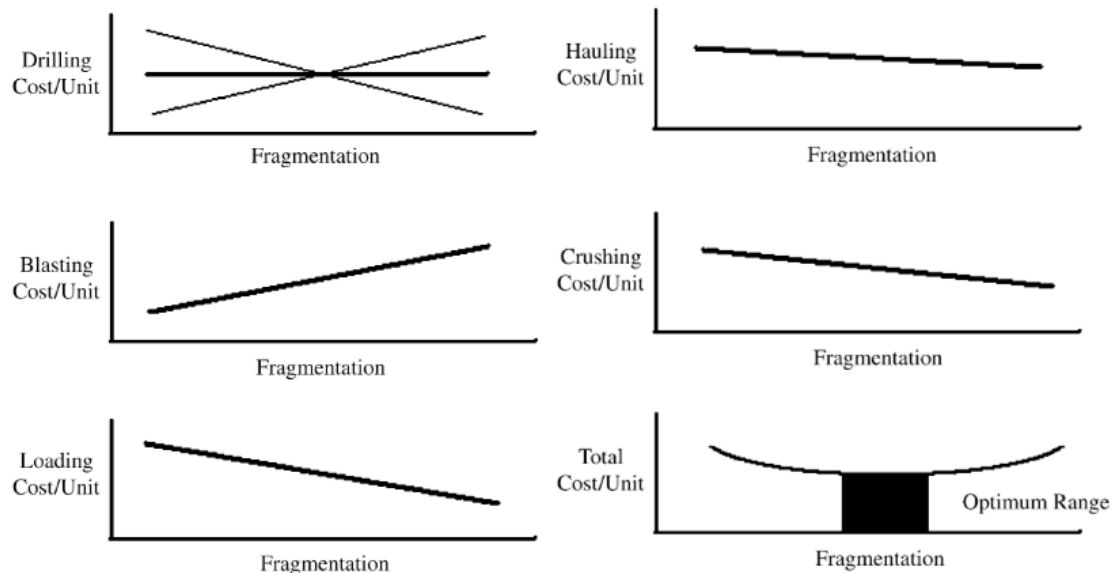 Drilling
Cost/Unit
Fragmentation
Hauling
Cost/Unit
Fragmentation
Blasting
Cost/Unit
Fragmentation
Crushing
Cost/Unit
Fragmentation
Loading
Cost/Unit
Fragmentation
Total
Cost/Unit
Optimum Range
Fragmentation